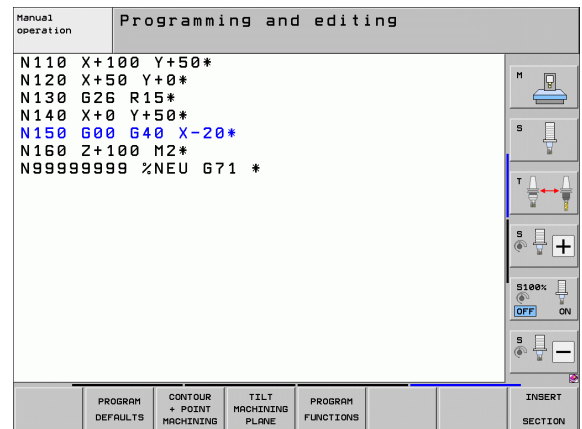 Manual
operation
Programming and editing
N110 X+100 Y+50*
N120 X+50 Y+0*
N130 G26 R15*
N140 X+0 Y+50*
N150 G00 G40 X-20*
N160 Z+100 M2*
N99999999 %NEU G71 *
M
S
T
S
+
S100%
OFF ON
S
−
PROGRAM
DEFAULTS
CONTOUR
+ POINT
MACHINING
TILT
MACHINING
PLANE
PROGRAM
FUNCTIONS
INSERT
SECTION